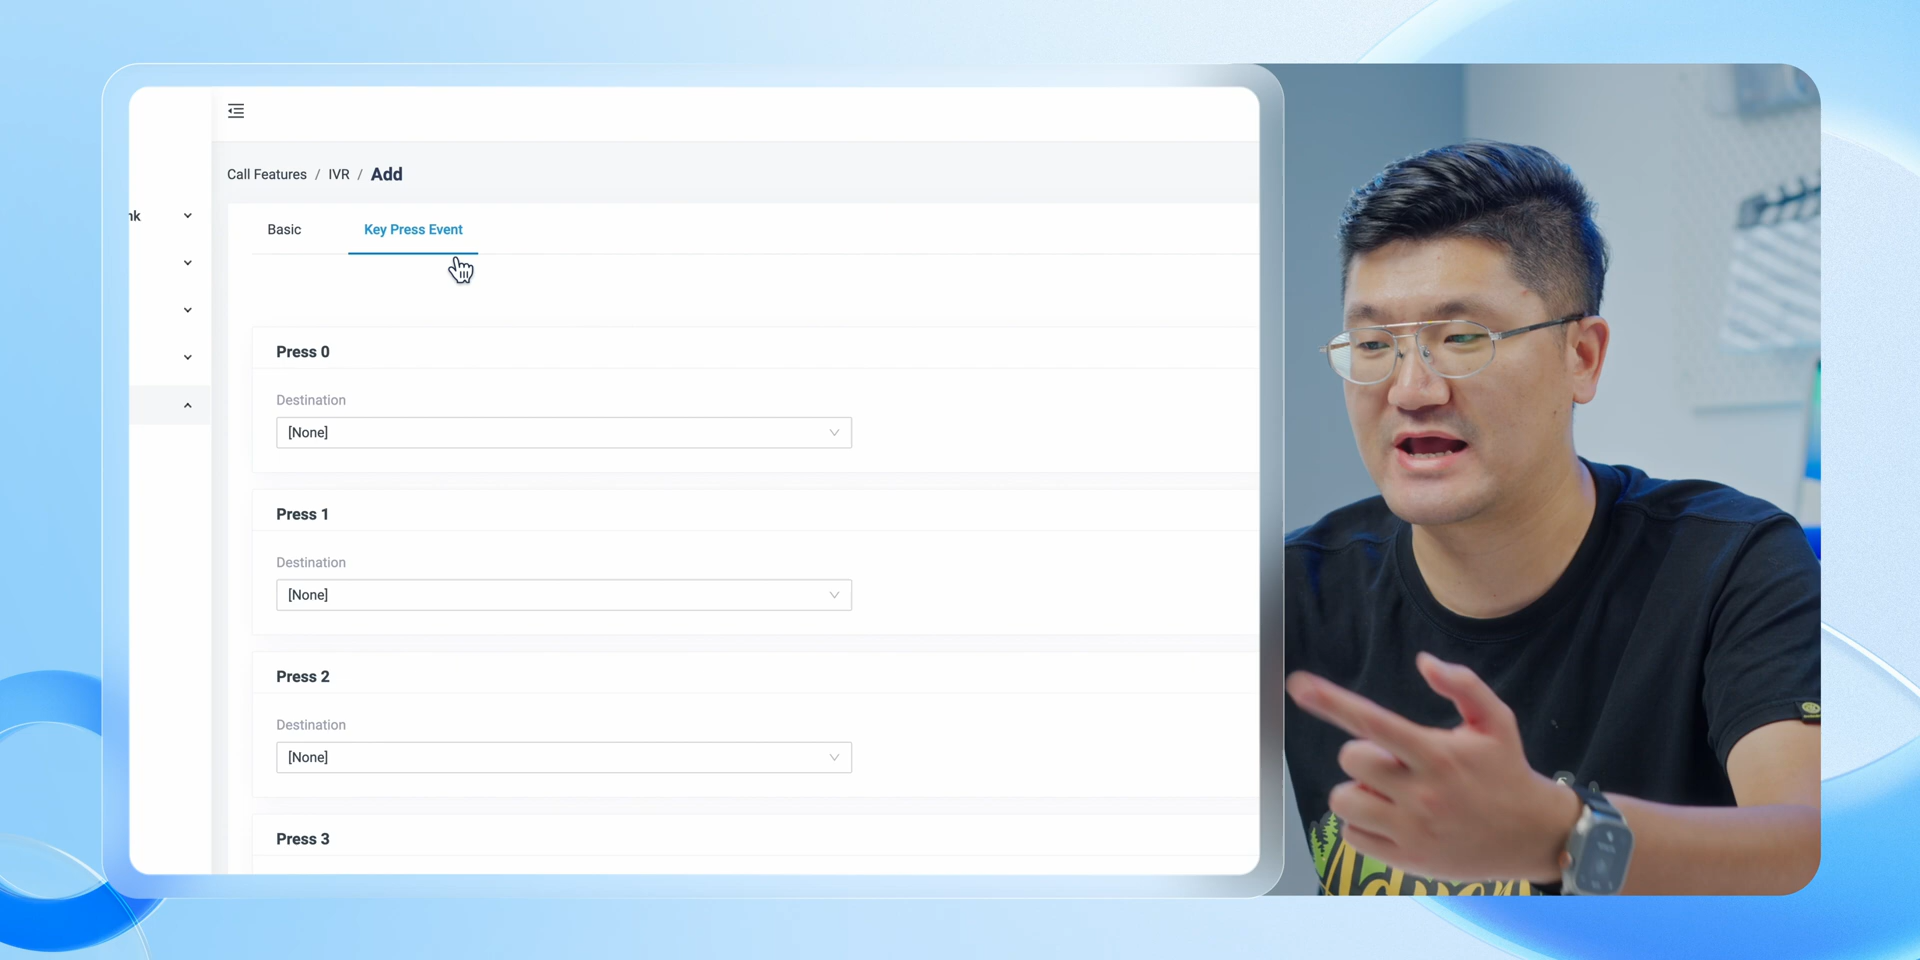 Call Features / IVR / Add
nk
Basic
Key Press Event
Press 0
Destination
[None]
Press 1
Destination
[None]
Press 2
Destination
[None]
Press 3